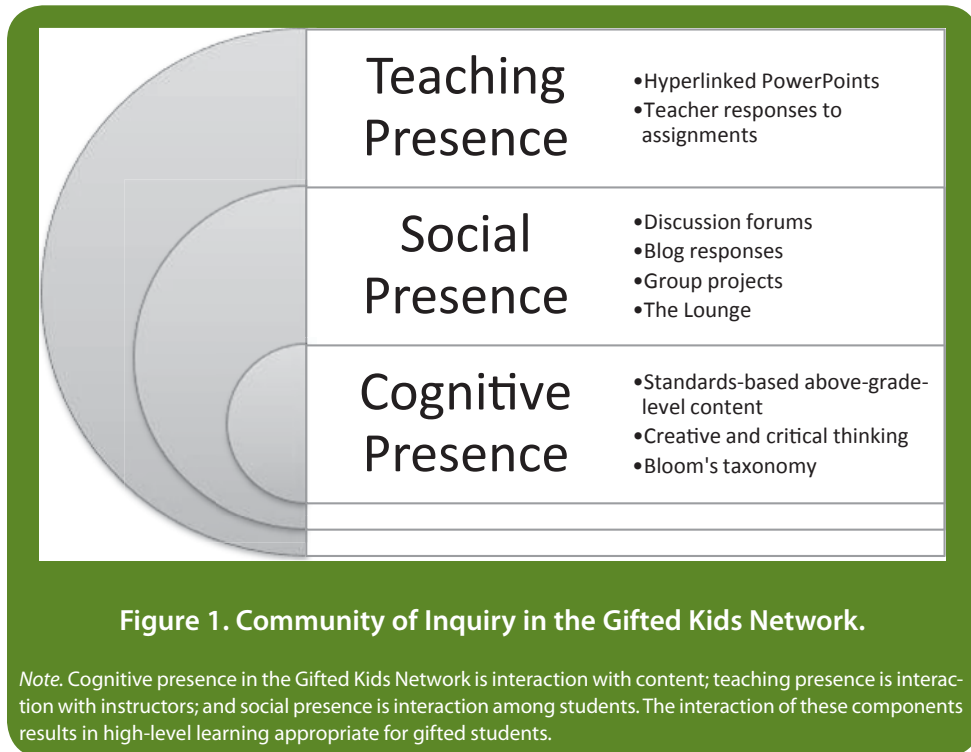 Teaching
Presence
•Hyperlinked PowerPoints
•Teacher responses to
assignments
Social
Presence
•Discussion forums
•Blog responses
•Group projects
•The Lounge
Cognitive
Presence
•Standards-based above-grade-
level content
•Creative and critical thinking
•Bloom's taxonomy
Figure 1. Community of Inquiry in the Gifted Kids Network.
Note. Cognitive presence in the Gifted Kids Network is interaction with content; teaching presence is interac-
tion with instructors; and social presence is interaction among students. The interaction of these components
results in high-level learning appropriate for gifted students.